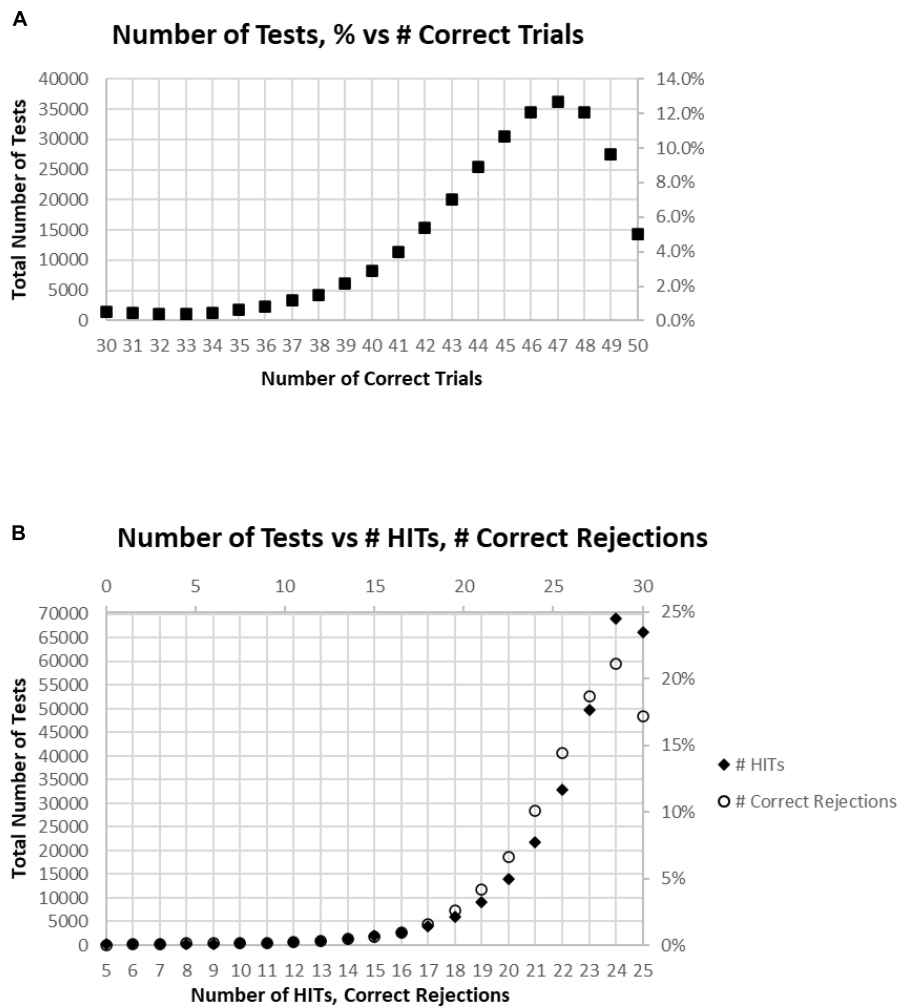 A
Number of Tests, % vs # Correct Trials
Total Number of Tests
40000
35000
30000
25000
20000
15000
10000
5000
0
14.0%
12.0%
10.0%
8.0%
6.0%
4.0%
2.0%
0.0%
30 31 32 33 34 35 36 37 38 39 40 41 42 43 44 45 46 47 48 49 50
Number of Correct Trials
B
Number of Tests vs # HITs, # Correct Rejections
0 5 10 15 20 25 30
Total Number of Tests
70000
65000
60000
55000
50000
45000
40000
35000
30000
25000
20000
15000
10000
5000
0
25%
20%
15%
10%
5%
0%
# HITs
# Correct Rejections
5 6 7 8 9 10 11 12 13 14 15 16 17 18 19 20 21 22 23 24 25
Number of HITs, Correct Rejections